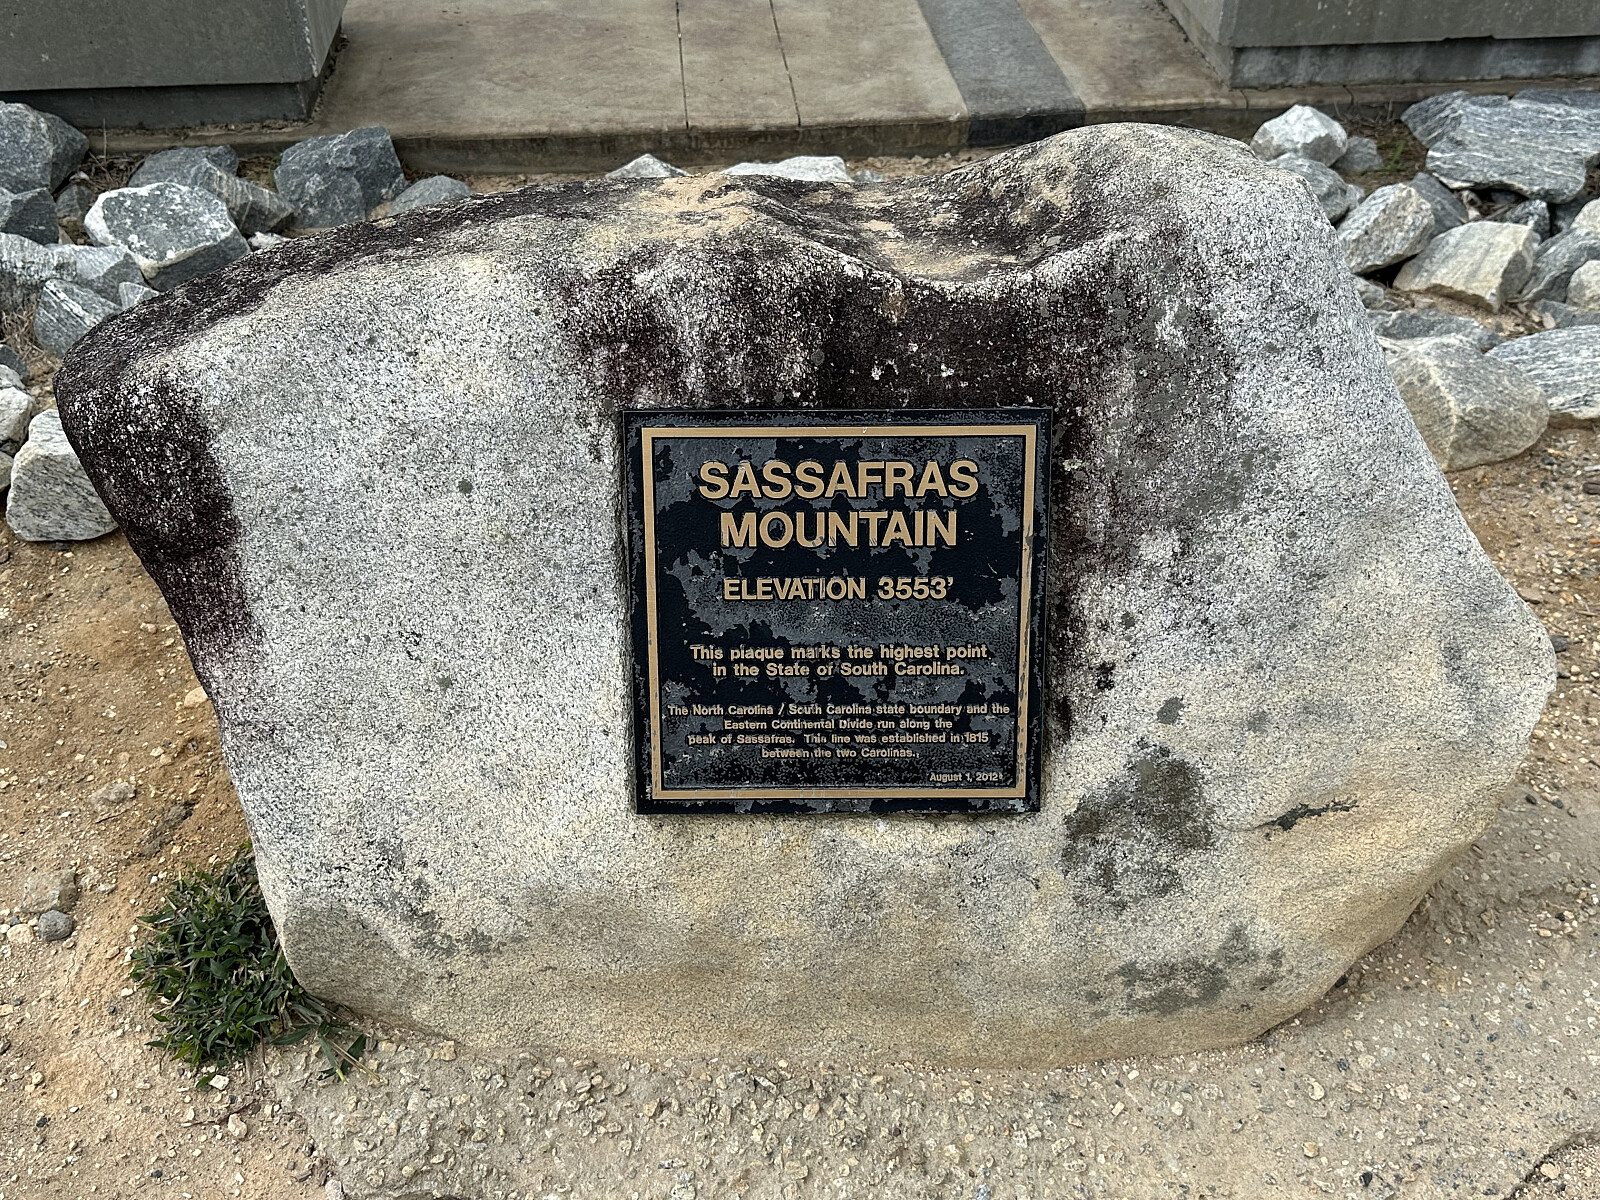 SASSAFRAS
MOUNTAIN
ELEVATION 3553'
This plaque marks the highest point
in the State of South Carolina.
The North Carolina / South Carolina state boundary and the
Eastern Continental Divide run along the
peak of Sassafras. This line was established in 1815
between the two Carolinas.
August 1, 2012